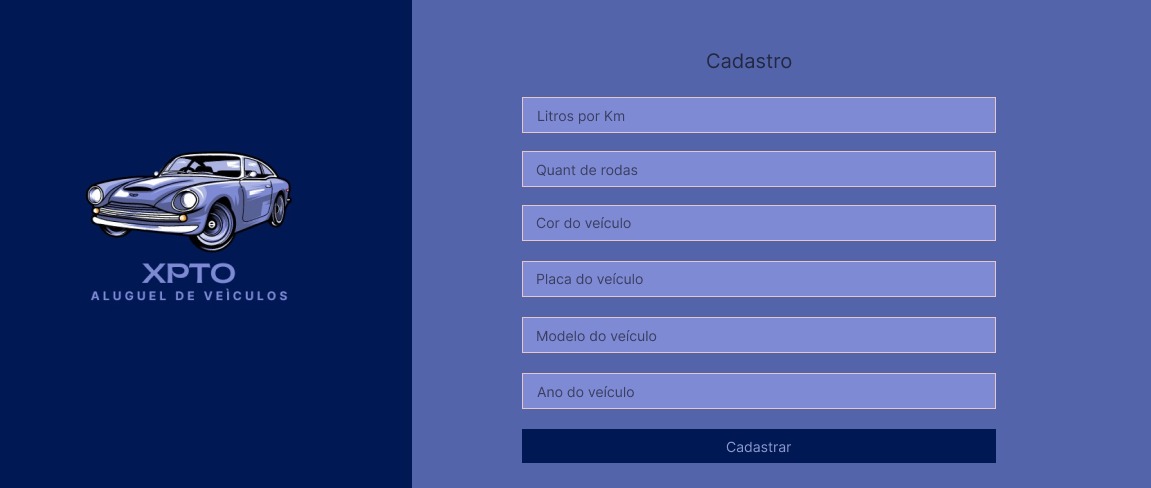 XPTO
ALUGUEL DE VEÌCULOS
Cadastro
Litros por Km
Quant de rodas
Cor do veículo
Placa do veículo
Modelo do veículo
Ano do veículo
Cadastrar